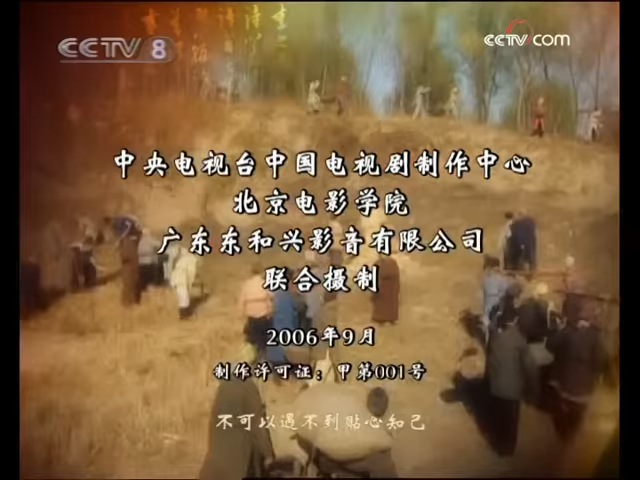 CCTV 8
CCTV.com
中央电视台中国电视剧制作中心
北京电影学院
广东东和兴影音有限公司
联合摄制
2006年9月
制作许可证：甲第001号
不可以遇不到贴心知己